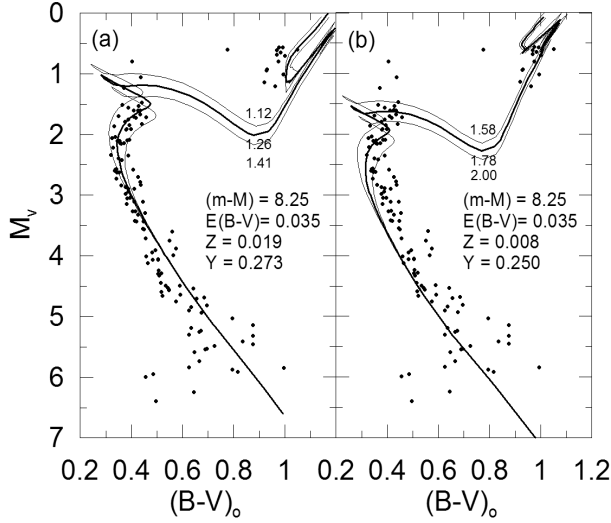 0
1
2
3
4
5
6
7
M_v
(a)
1.12
1.26
1.41
(m-M) = 8.25
E(B-V)= 0.035
Z = 0.019
Y = 0.273
0.2 0.4 0.6 0.8 1
(B-V)_o
(b)
1.58
1.78
2.00
(m-M) = 8.25
E(B-V)= 0.035
Z = 0.008
Y = 0.250
0.2 0.4 0.6 0.8 1 1.2
(B-V)_o